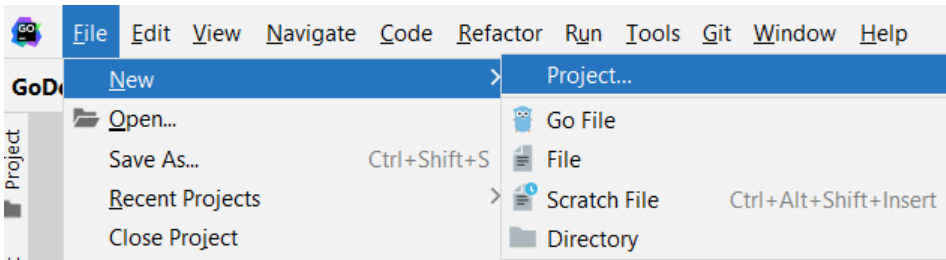 GO
File Edit View Navigate Code Refactor Run Tools Git Window Help
GoD
New
Project...
Open...
Go File
Save As... Ctrl+Shift+S
File
Recent Projects
Scratch File Ctrl+Alt+Shift+Insert
Close Project
Directory
Project